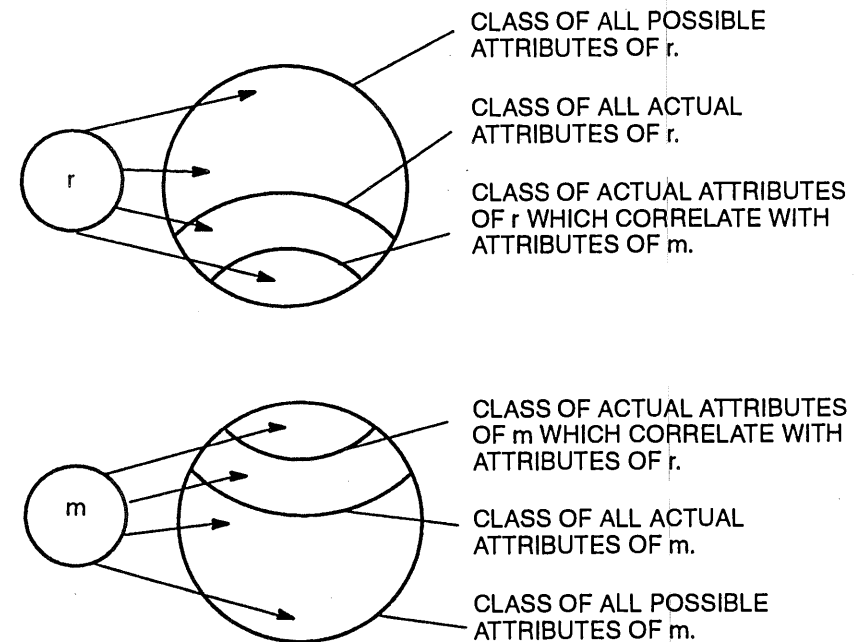 CLASS OF ALL POSSIBLE
ATTRIBUTES OF r.
CLASS OF ALL ACTUAL
ATTRIBUTES OF r.
r
CLASS OF ACTUAL ATTRIBUTES
OF r WHICH CORRELATE WITH
ATTRIBUTES OF m.
CLASS OF ACTUAL ATTRIBUTES
OF m WHICH CORRELATE WITH
ATTRIBUTES OF r.
m
CLASS OF ALL ACTUAL
ATTRIBUTES OF m.
CLASS OF ALL POSSIBLE
ATTRIBUTES OF m.